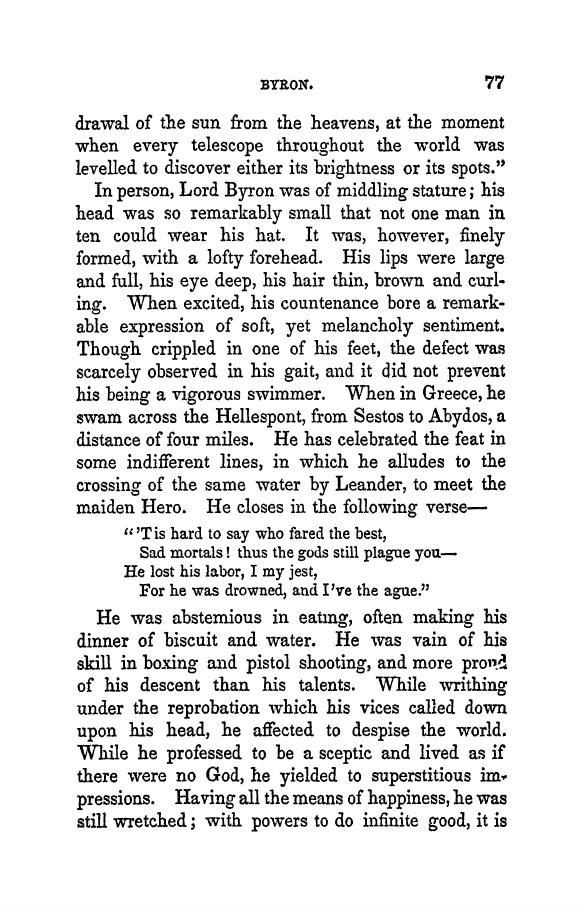 BYRON. 77
drawal of the sun from the heavens, at the moment
when every telescope throughout the world was
levelled to discover either its brightness or its spots.”
In person, Lord Byron was of middling stature; his
head was so remarkably small that not one man in
ten could wear his hat. It was, however, finely
formed, with a lofty forehead. His lips were large
and full, his eye deep, his hair thin, brown and curl-
ing. When excited, his countenance bore a remark-
able expression of soft, yet melancholy sentiment.
Though crippled in one of his feet, the defect was
scarcely observed in his gait, and it did not prevent
his being a vigorous swimmer. When in Greece, he
swam across the Hellespont, from Sestos to Abydos, a
distance of four miles. He has celebrated the feat in
some indifferent lines, in which he alludes to the
crossing of the same water by Leander, to meet the
maiden Hero. He closes in the following verse—
“’Tis hard to say who fared the best,
Sad mortals! thus the gods still plague you—
He lost his labor, I my jest,
For he was drowned, and I’ve the ague.”
He was abstemious in eating, often making his
dinner of biscuit and water. He was vain of his
skill in boxing and pistol shooting, and more proud
of his descent than his talents. While writhing
under the reprobation which his vices called down
upon his head, he affected to despise the world.
While he professed to be a sceptic and lived as if
there were no God, he yielded to superstitious im-
pressions. Having all the means of happiness, he was
still wretched; with powers to do infinite good, it is